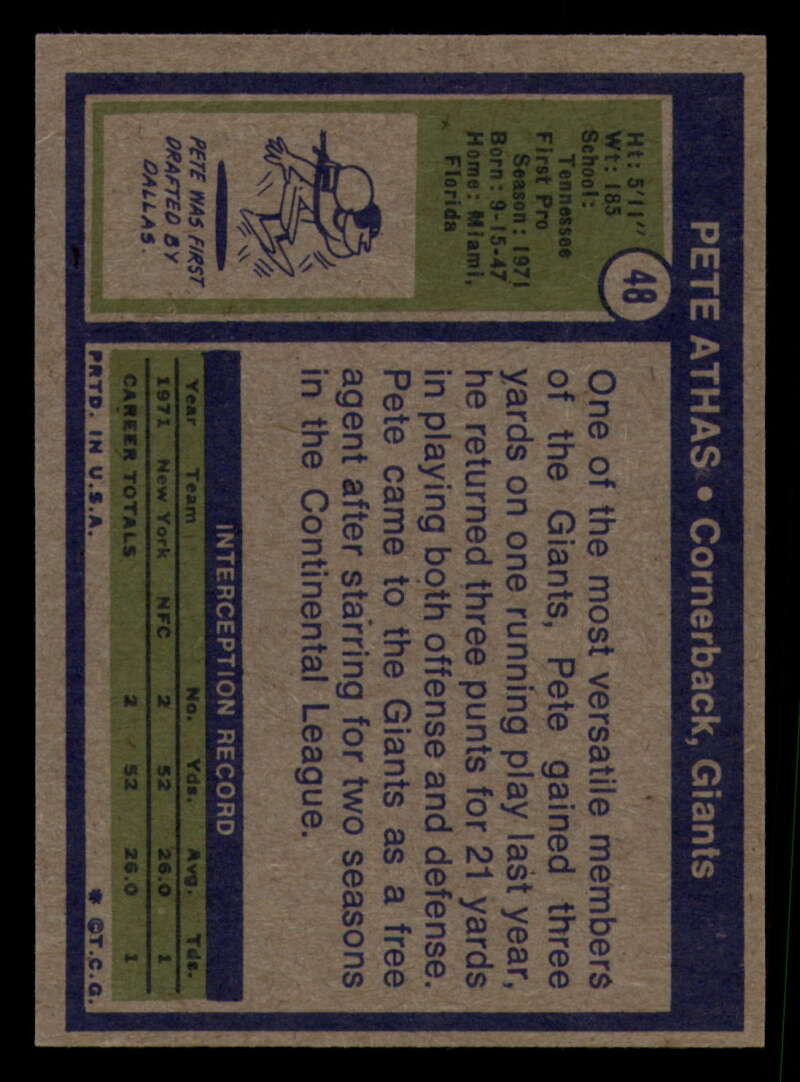 PETE ATHAS • Cornerback, Giants
48
Ht: 5'11"
Wt: 185
School:
Tennessee
First Pro
Season: 1971
Born: 9-15-47
Home: Miami,
Florida
PETE WAS FIRST
DRAFTED BY
DALLAS.
One of the most versatile members
of the Giants, Pete gained three
yards on one running play last year,
he returned three punts for 21 yards
in playing both offense and defense.
Pete came to the Giants as a free
agent after starring for two seasons
in the Continental League.
INTERCEPTION RECORD
Year Team No. Yds. Avg. Tds.
1971 New York NFC 2 52 26.0 1
CAREER TOTALS 2 52 26.0 1
PRTD. IN U.S.A. * ©T.C.G.